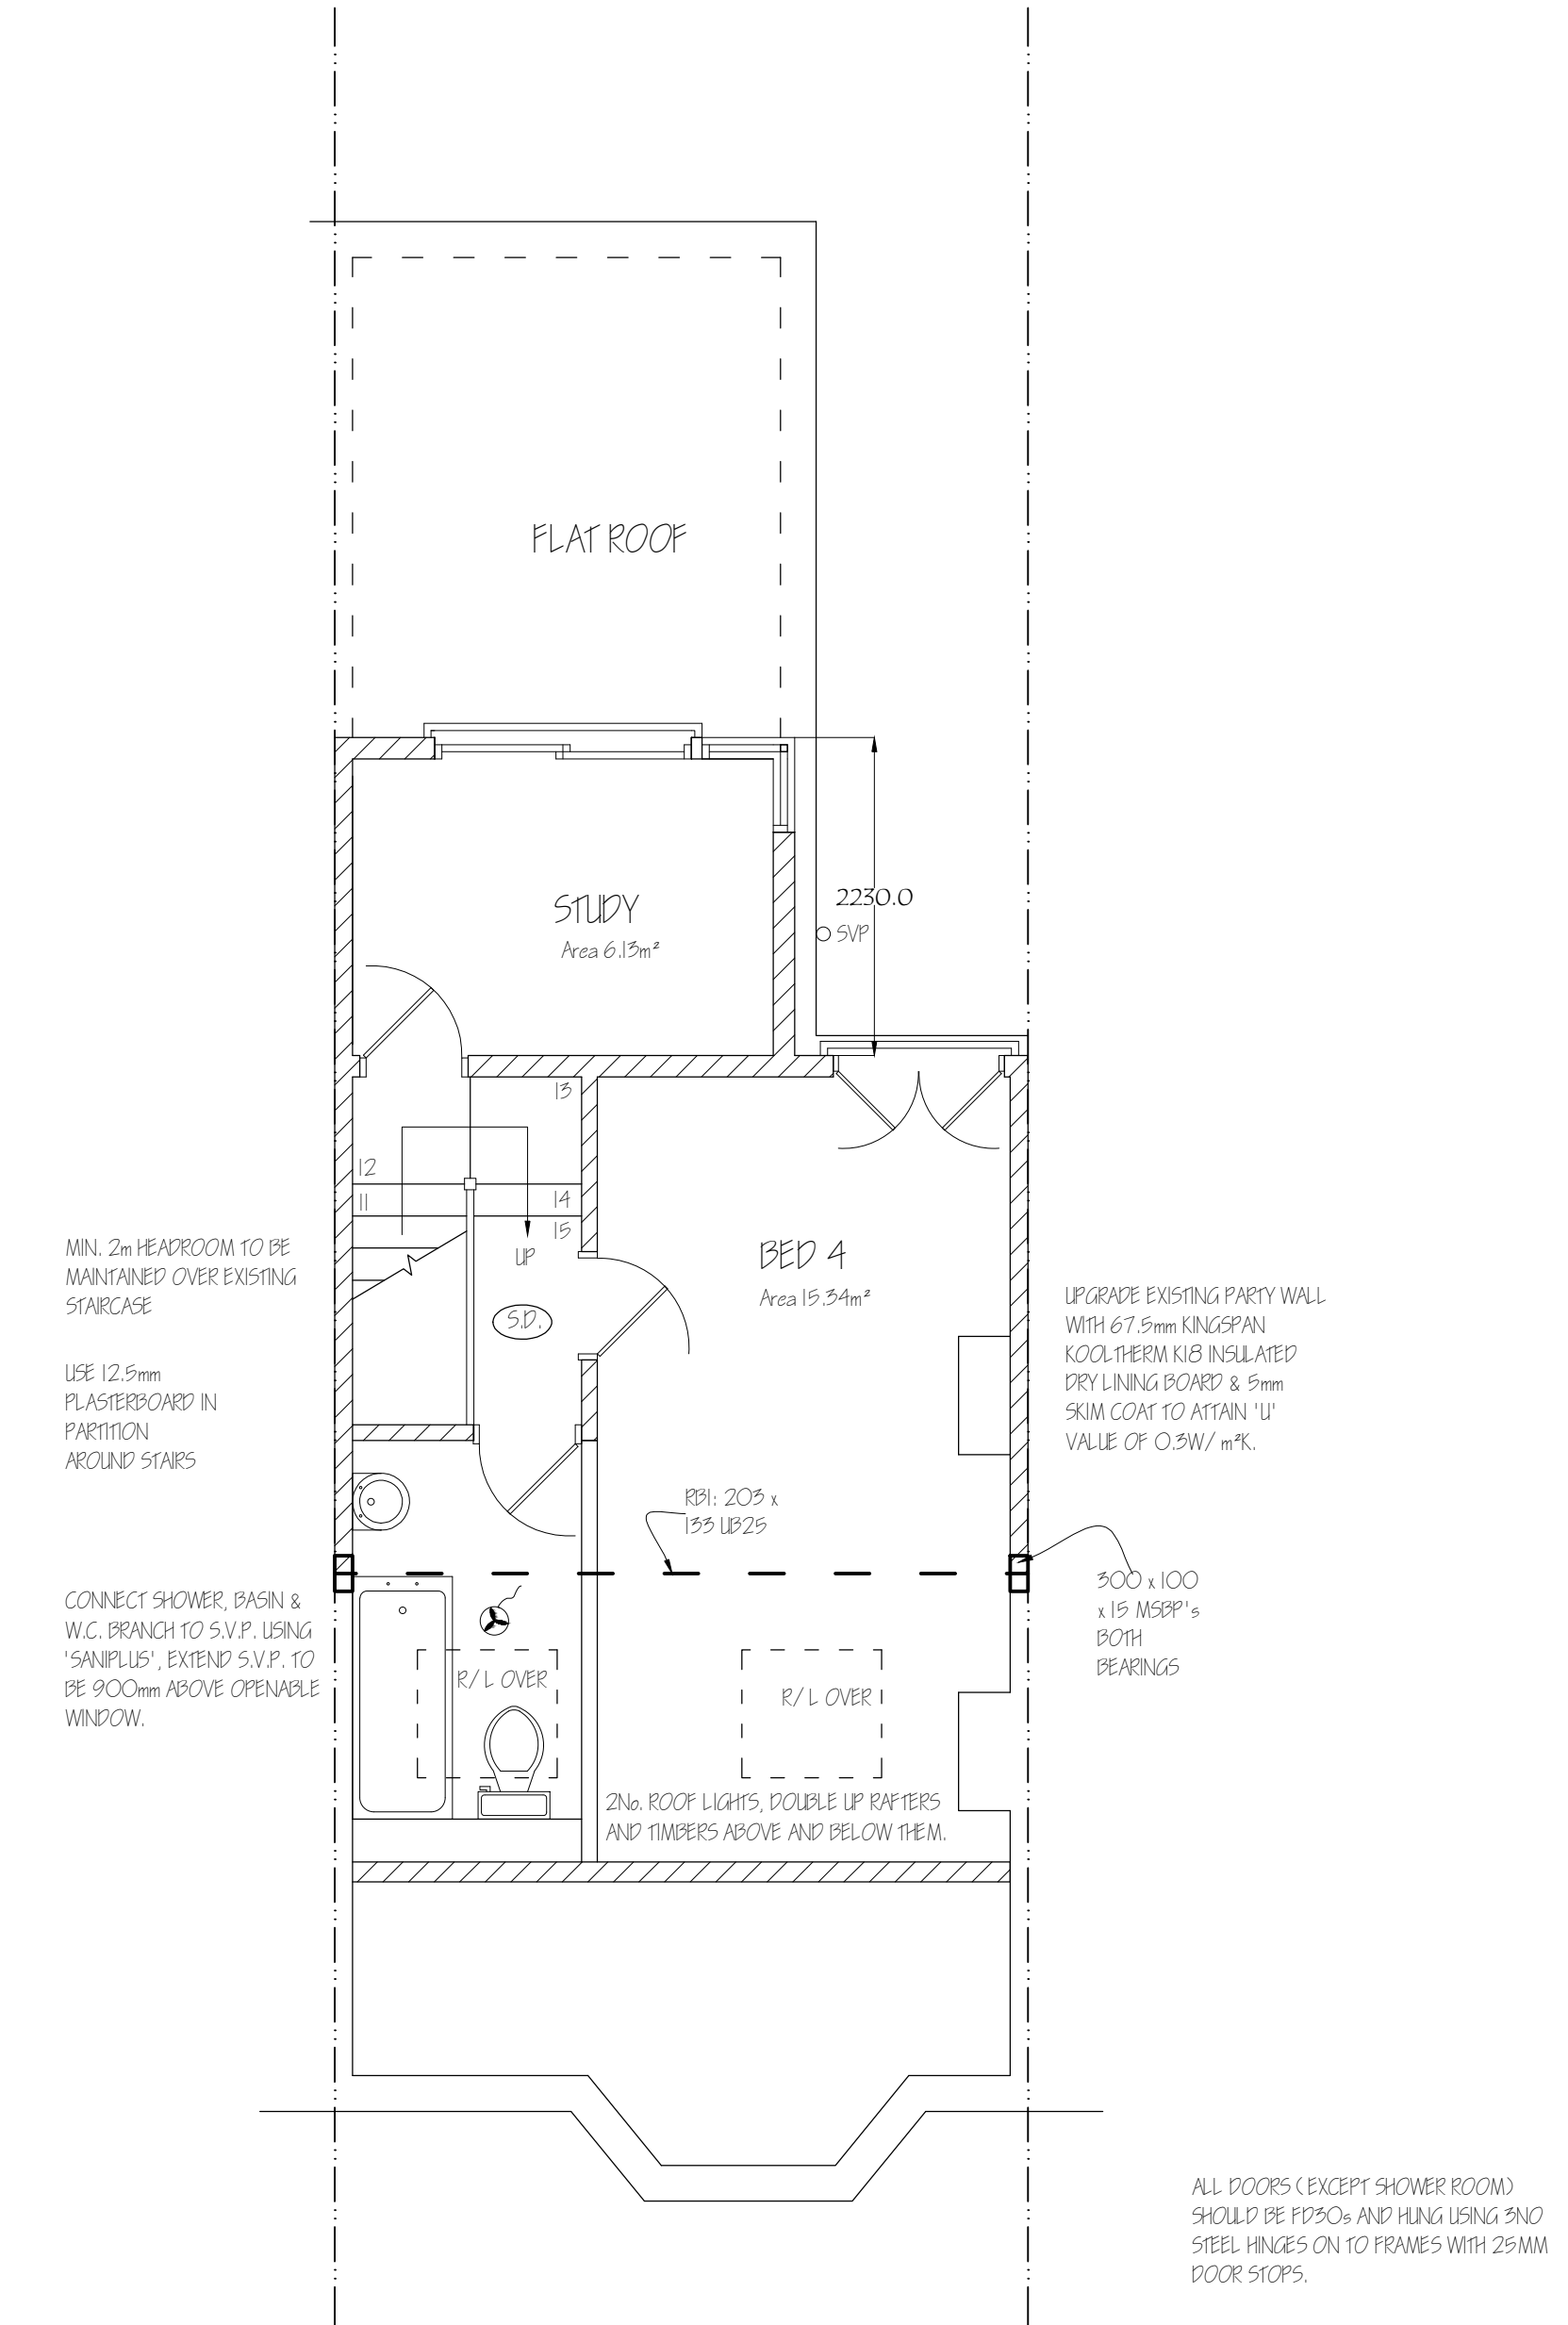 FLAT ROOF
STUDY
Area 6.13m²
2230.0
SVP
13
12
11
14
15
UP
S.D.
BED 4
Area 15.34m²
MIN. 2m HEADROOM TO BE
MAINTAINED OVER EXISTING
STAIRCASE
USE 12.5mm
PLASTERBOARD IN
PARTITION
AROUND STAIRS
UPGRADE EXISTING PARTY WALL
WITH 67.5mm KINGSPAN
KOOLTHERM K18 INSULATED
DRY LINING BOARD & 5mm
SKIM COAT TO ATTAIN 'U'
VALUE OF 0.3W/ m²K.
RB1: 203 x
133 UB25
300 x 100
x 15 MSBP's
BOTH
BEARINGS
CONNECT SHOWER, BASIN &
W.C. BRANCH TO S.V.P. USING
'SANIPLUS', EXTEND S.V.P. TO
BE 900mm ABOVE OPENABLE
WINDOW.
R/ L OVER
R/ L OVER
2No. ROOF LIGHTS, DOUBLE UP RAFTERS
AND TIMBERS ABOVE AND BELOW THEM.
ALL DOORS ( EXCEPT SHOWER ROOM)
SHOULD BE FD30s AND HUNG USING 3NO
STEEL HINGES ON TO FRAMES WITH 25MM
DOOR STOPS.